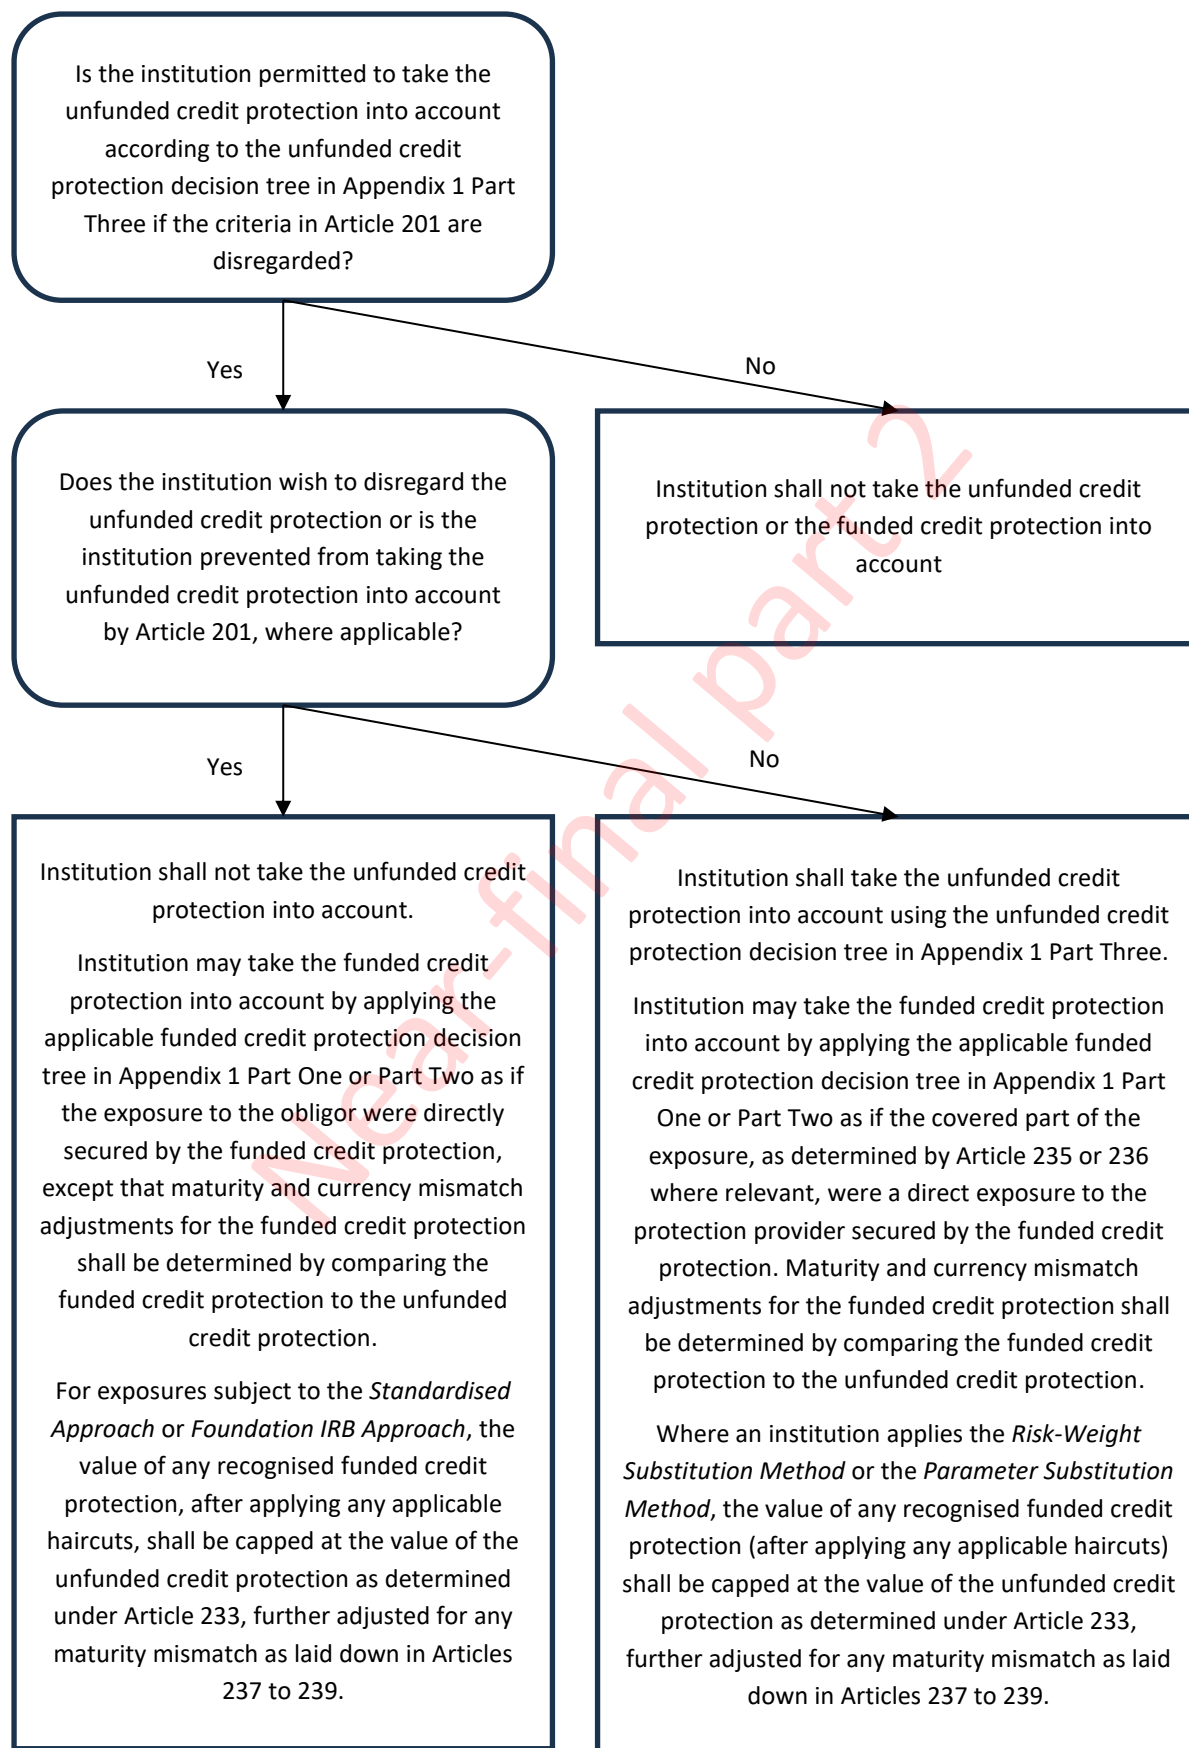 Is the institution permitted to take the
unfunded credit protection into account
according to the unfunded credit
protection decision tree in Appendix 1 Part
Three if the criteria in Article 201 are
disregarded?
Yes
No
Does the institution wish to disregard the
unfunded credit protection or is the
institution prevented from taking the
unfunded credit protection into account
by Article 201, where applicable?
Institution shall not take the unfunded credit
protection or the funded credit protection into
account
Yes
No
Institution shall not take the unfunded credit
protection into account.
Institution may take the funded credit
protection into account by applying the
applicable funded credit protection decision
tree in Appendix 1 Part One or Part Two as if
the exposure to the obligor were directly
secured by the funded credit protection,
except that maturity and currency mismatch
adjustments for the funded credit protection
shall be determined by comparing the
funded credit protection to the unfunded
credit protection.
For exposures subject to the Standardised
Approach or Foundation IRB Approach, the
value of any recognised funded credit
protection, after applying any applicable
haircuts, shall be capped at the value of the
unfunded credit protection as determined
under Article 233, further adjusted for any
maturity mismatch as laid down in Articles
237 to 239.
Institution shall take the unfunded credit
protection into account using the unfunded credit
protection decision tree in Appendix 1 Part Three.
Institution may take the funded credit protection
into account by applying the applicable funded
credit protection decision tree in Appendix 1 Part
One or Part Two as if the covered part of the
exposure, as determined by Article 235 or 236
where relevant, were a direct exposure to the
protection provider secured by the funded credit
protection. Maturity and currency mismatch
adjustments for the funded credit protection shall
be determined by comparing the funded credit
protection to the unfunded credit protection.
Where an institution applies the Risk-Weight
Substitution Method or the Parameter Substitution
Method, the value of any recognised funded credit
protection (after applying any applicable haircuts)
shall be capped at the value of the unfunded credit
protection as determined under Article 233,
further adjusted for any maturity mismatch as laid
down in Articles 237 to 239.
Near-final part 2